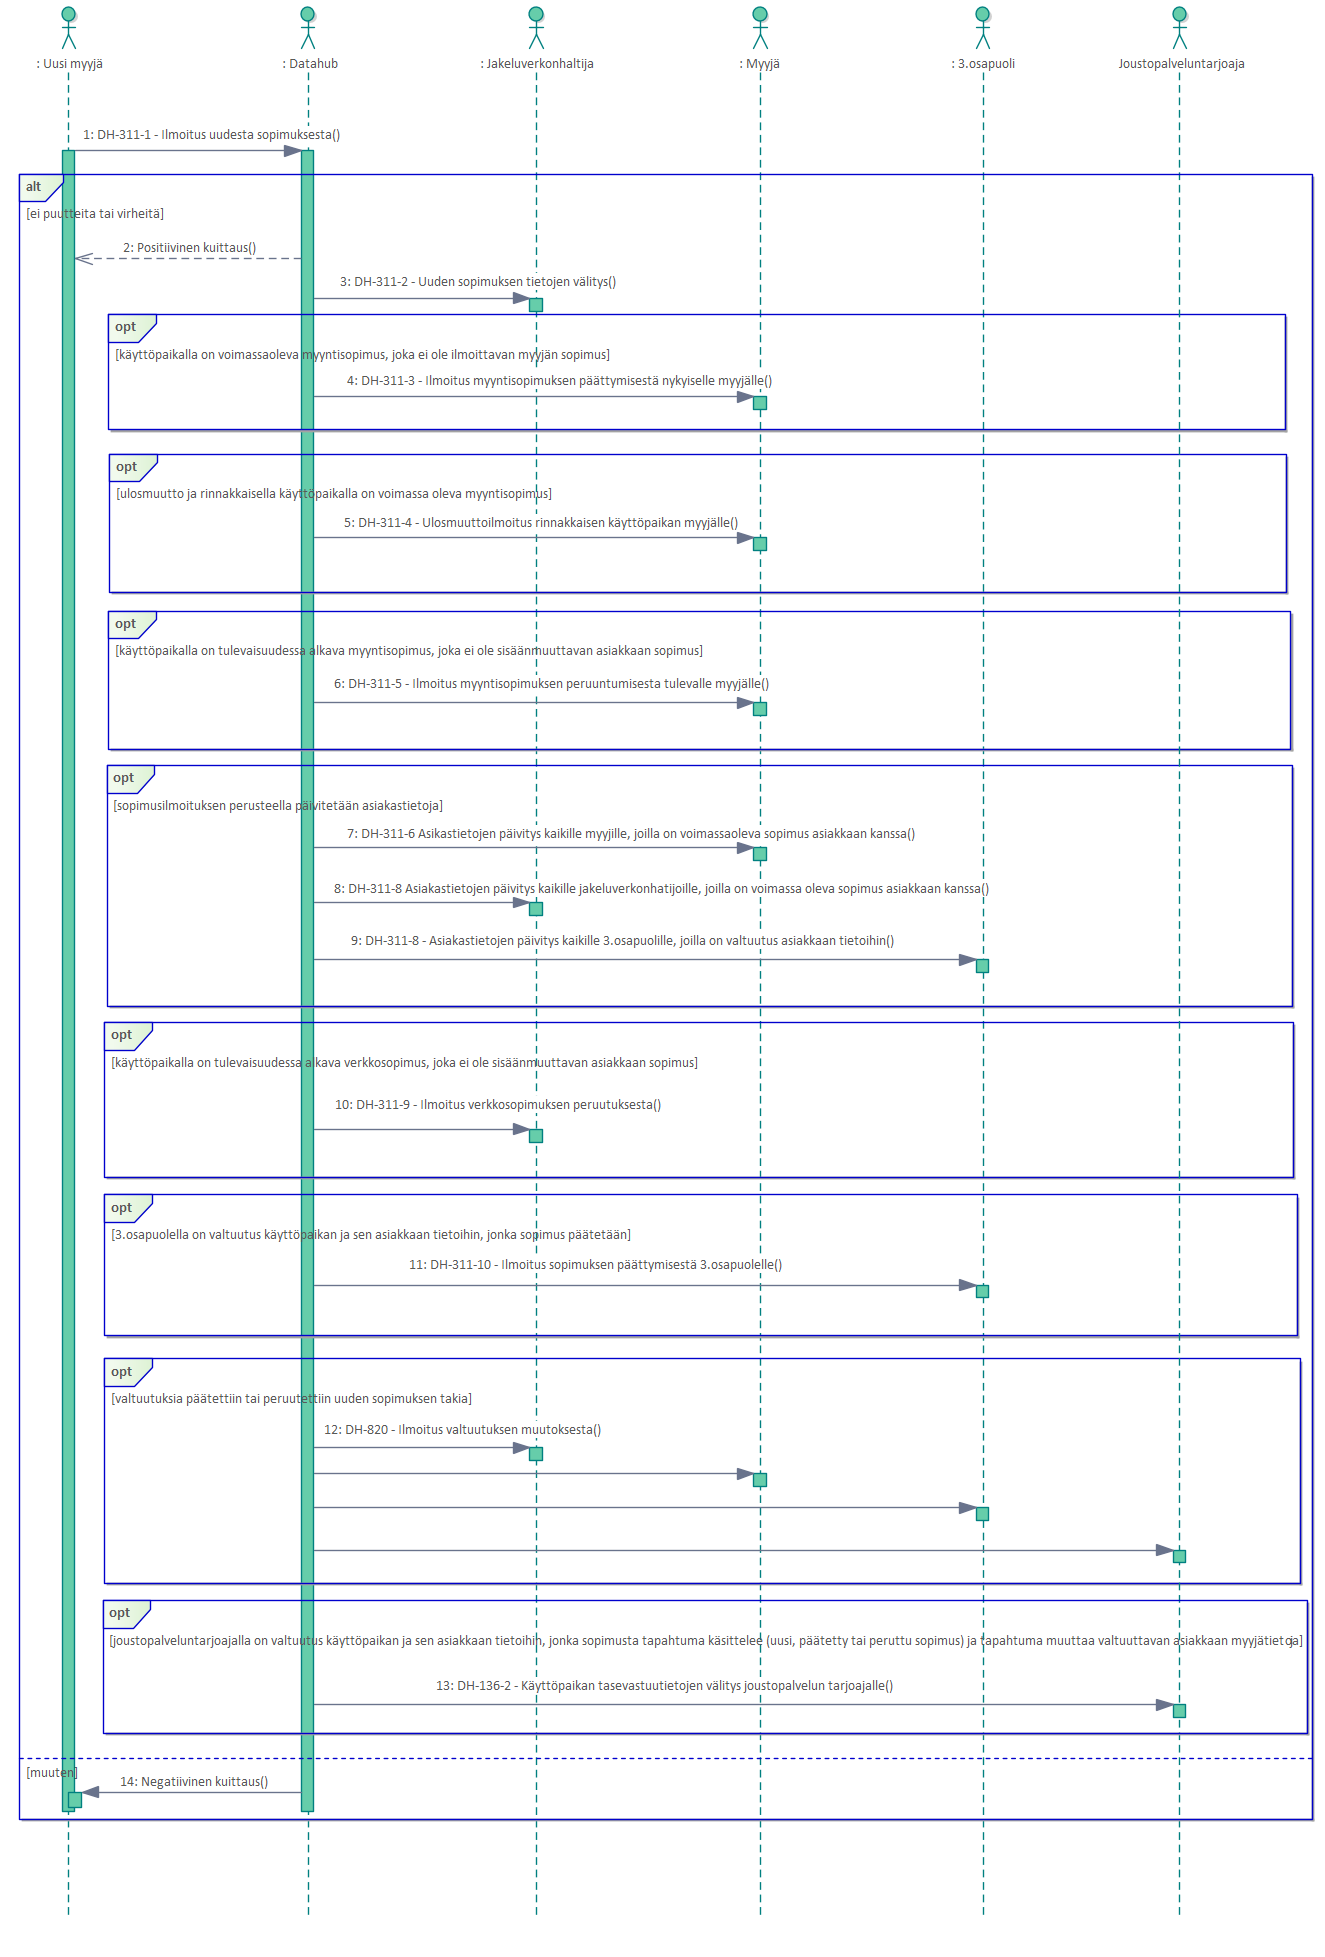 : Uusi myyjä
: Datahub
: Jakeluverkonhaltija
: Myyjä
: 3.osapuoli
Joustopalveluntarjoaja
1: DH-311-1 - Ilmoitus uudesta sopimuksesta()
alt
[ei puutteita tai virheitä]
2: Positiivinen kuittaus()
3: DH-311-2 - Uuden sopimuksen tietojen välitys()
opt
[käyttöpaikalla on voimassaoleva myyntisopimus, joka ei ole ilmoittavan myyjän sopimus]
4: DH-311-3 - Ilmoitus myyntisopimuksen päättymisestä nykyiselle myyjälle()
opt
[ulosmuutto ja rinnakkaisella käyttöpaikalla on voimassa oleva myyntisopimus]
5: DH-311-4 - Ulosmuuttoilmoitus rinnakkaisen käyttöpaikan myyjälle()
opt
[käyttöpaikalla on tulevaisuudessa alkava myyntisopimus, joka ei ole sisäänmuuttavan asiakkaan sopimus]
6: DH-311-5 - Ilmoitus myyntisopimuksen peruuntumisesta tulevalle myyjälle()
opt
[sopimusilmoituksen perusteella päivitetään asiakastietoja]
7: DH-311-6 Asikastietojen päivitys kaikille myyjille, joilla on voimassaoleva sopimus asiakkaan kanssa()
8: DH-311-8 Asiakastietojen päivitys kaikille jakeluverkonhatijoille, joilla on voimassa oleva sopimus asiakkaan kanssa()
9: DH-311-8 - Asiakastietojen päivitys kaikille 3.osapuolille, joilla on valtuutus asiakkaan tietoihin()
opt
[käyttöpaikalla on tulevaisuudessa alkava verkkosopimus, joka ei ole sisäänmuuttavan asiakkaan sopimus]
10: DH-311-9 - Ilmoitus verkkosopimuksen peruutuksesta()
opt
[3.osapuolella on valtuutus käyttöpaikan ja sen asiakkaan tietoihin, jonka sopimus päätetään]
11: DH-311-10 - Ilmoitus sopimuksen päättymisestä 3.osapuolelle()
opt
[valtuutuksia päätettiin tai peruutettiin uuden sopimuksen takia]
12: DH-820 - Ilmoitus valtuutuksen muutoksesta()
opt
[joustopalveluntarjoajalla on valtuutus käyttöpaikan ja sen asiakkaan tietoihin, jonka sopimusta tapahtuma käsittelee (uusi, päätetty tai peruttu sopimus) ja tapahtuma muuttaa valtuuttavan asiakkaan myyjätietoja]
13: DH-136-2 - Käyttöpaikan tasevastuutietojen välitys joustopalvelun tarjoajalle()
[muuten]
14: Negatiivinen kuittaus()